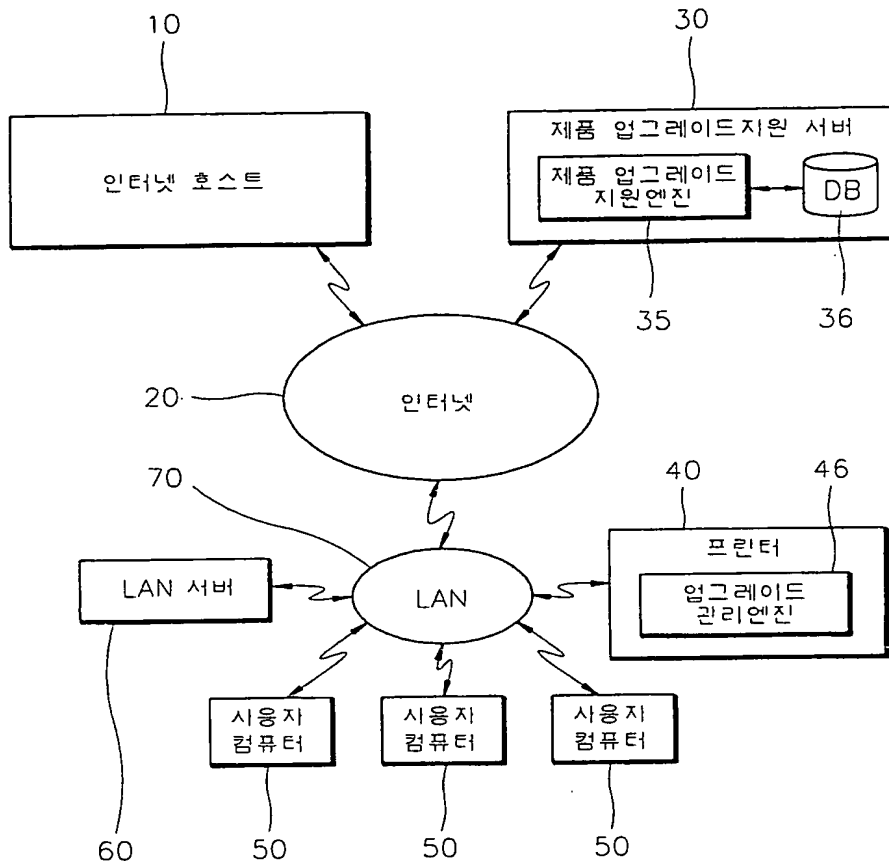 10
30
인터넷 호스트
제품 업그레이드지원 서버
제품 업그레이드
지원엔진
DB
35
36
20
인터넷
70
40
46
LAN 서버
LAN
프린터
업그레이드
관리엔진
사용자
컴퓨터
사용자
컴퓨터
사용자
컴퓨터
60
50
50
50